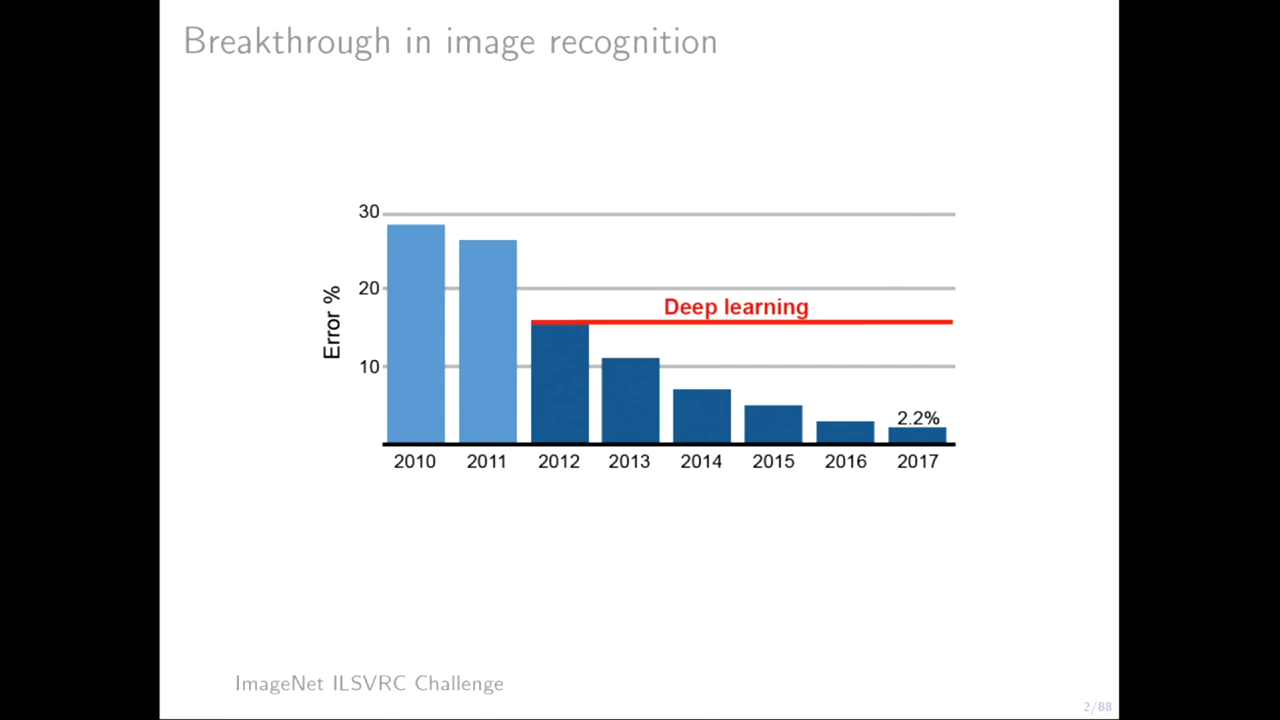 Breakthrough in image recognition
30
20
10
Error %
Deep learning
2.2%
2010 2011 2012 2013 2014 2015 2016 2017
ImageNet ILSVRC Challenge
2/88